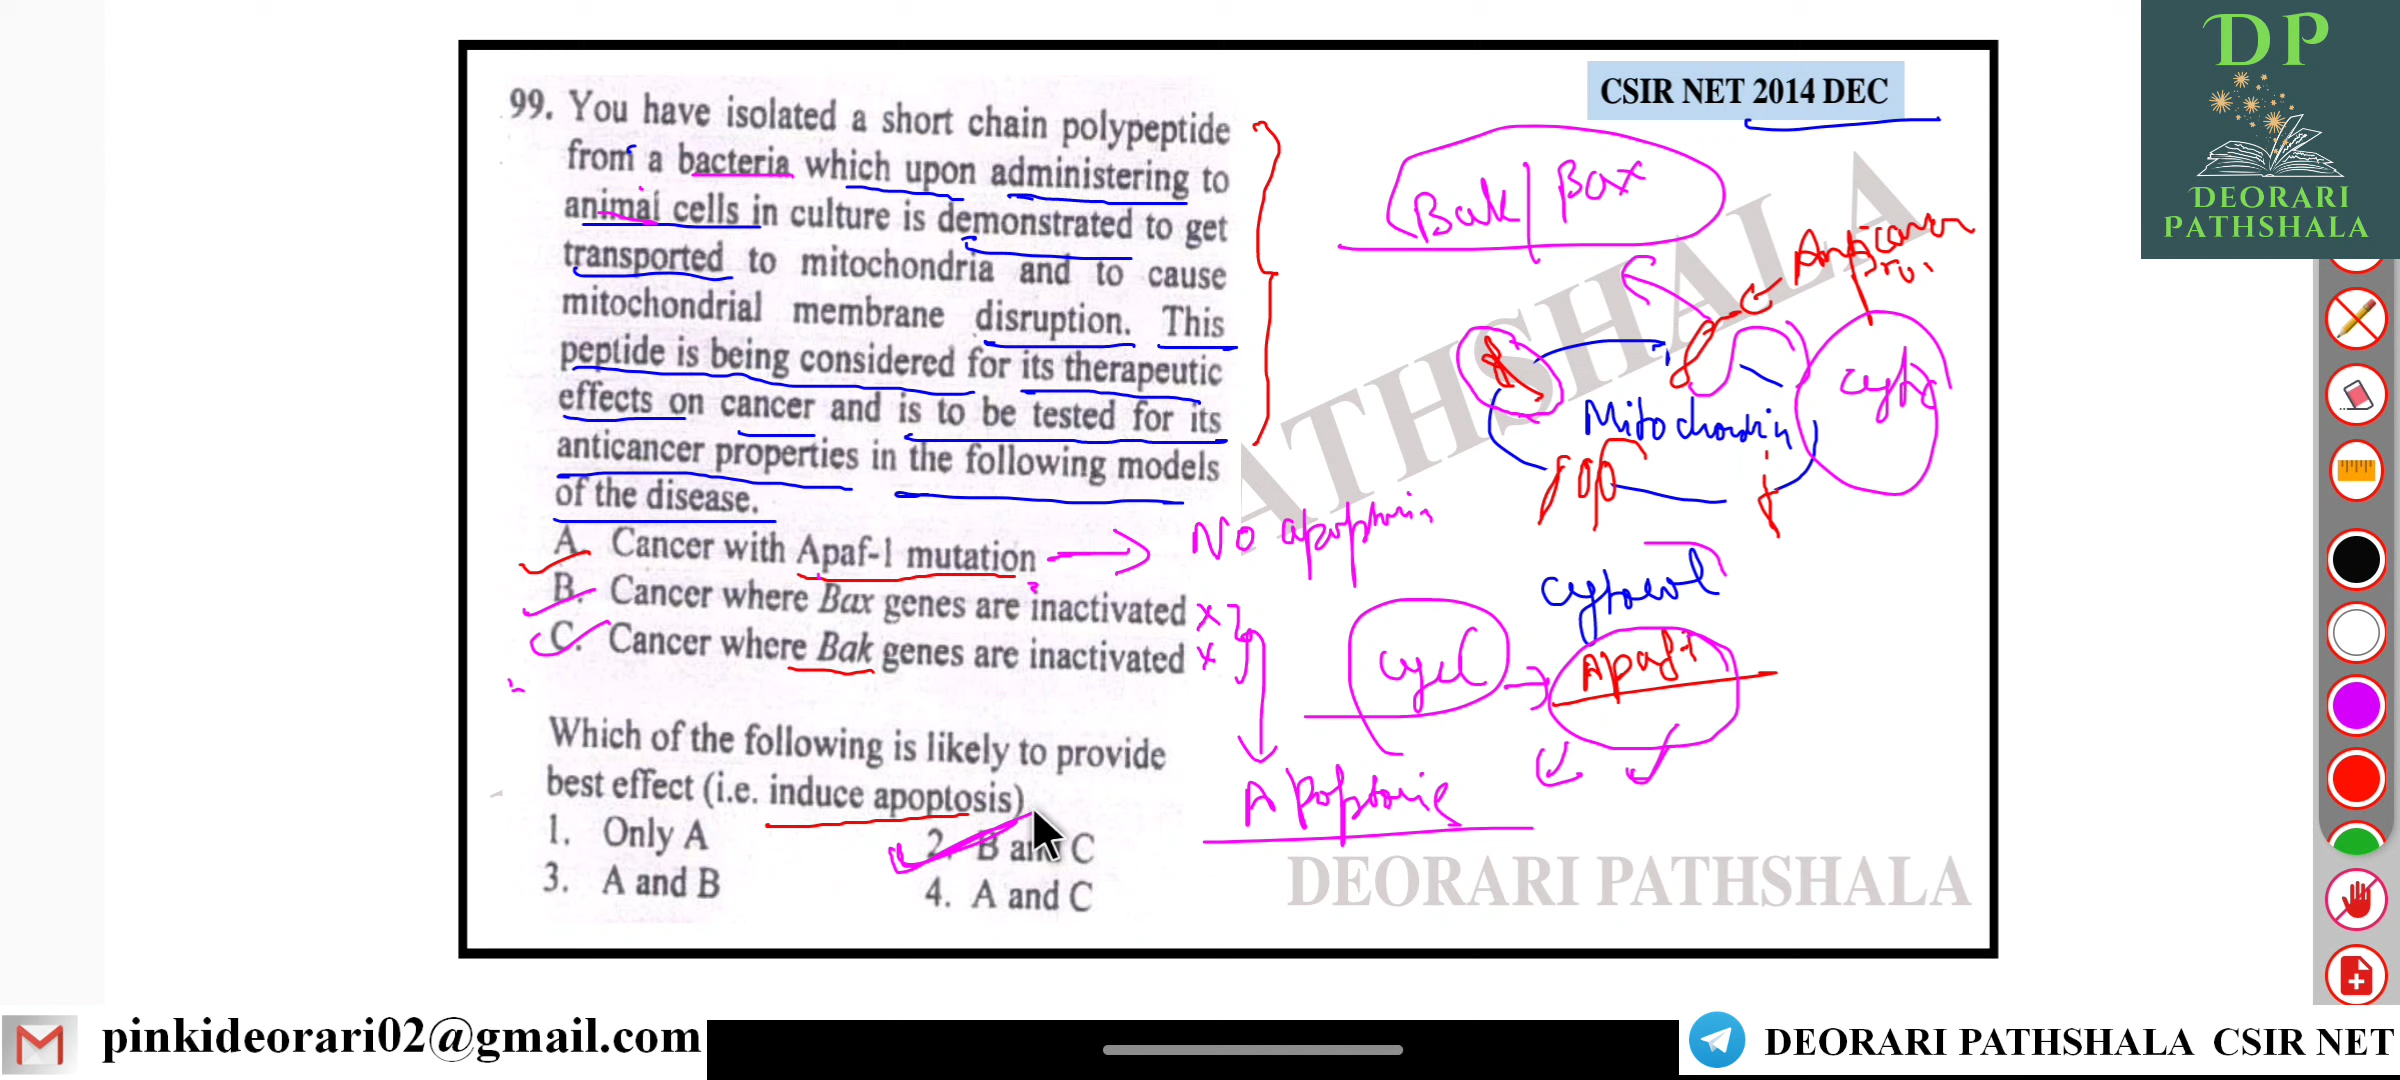 DP
DEORARI
PATHSHALA
CSIR NET 2014 DEC
99. You have isolated a short chain polypeptide
from a bacteria which upon administering to
animal cells in culture is demonstrated to get
transported to mitochondria and to cause
mitochondrial membrane disruption. This
peptide is being considered for its therapeutic
effects on cancer and is to be tested for its
anticancer properties in the following models
of the disease.
A. Cancer with Apaf-1 mutation
B. Cancer where Bax genes are inactivated
C. Cancer where Bak genes are inactivated
Which of the following is likely to provide
best effect (i.e. induce apoptosis)
1. Only A
2. B and C
3. A and B
4. A and C
Bak/Bax
Anticancer
Mitochondria
No apoptosis
cytosol
cytc
Apaf1
Apoptosis
PATHSHALA
DEORARI PATHSHALA
pinkideorari02@gmail.com
DEORARI PATHSHALA CSIR NET